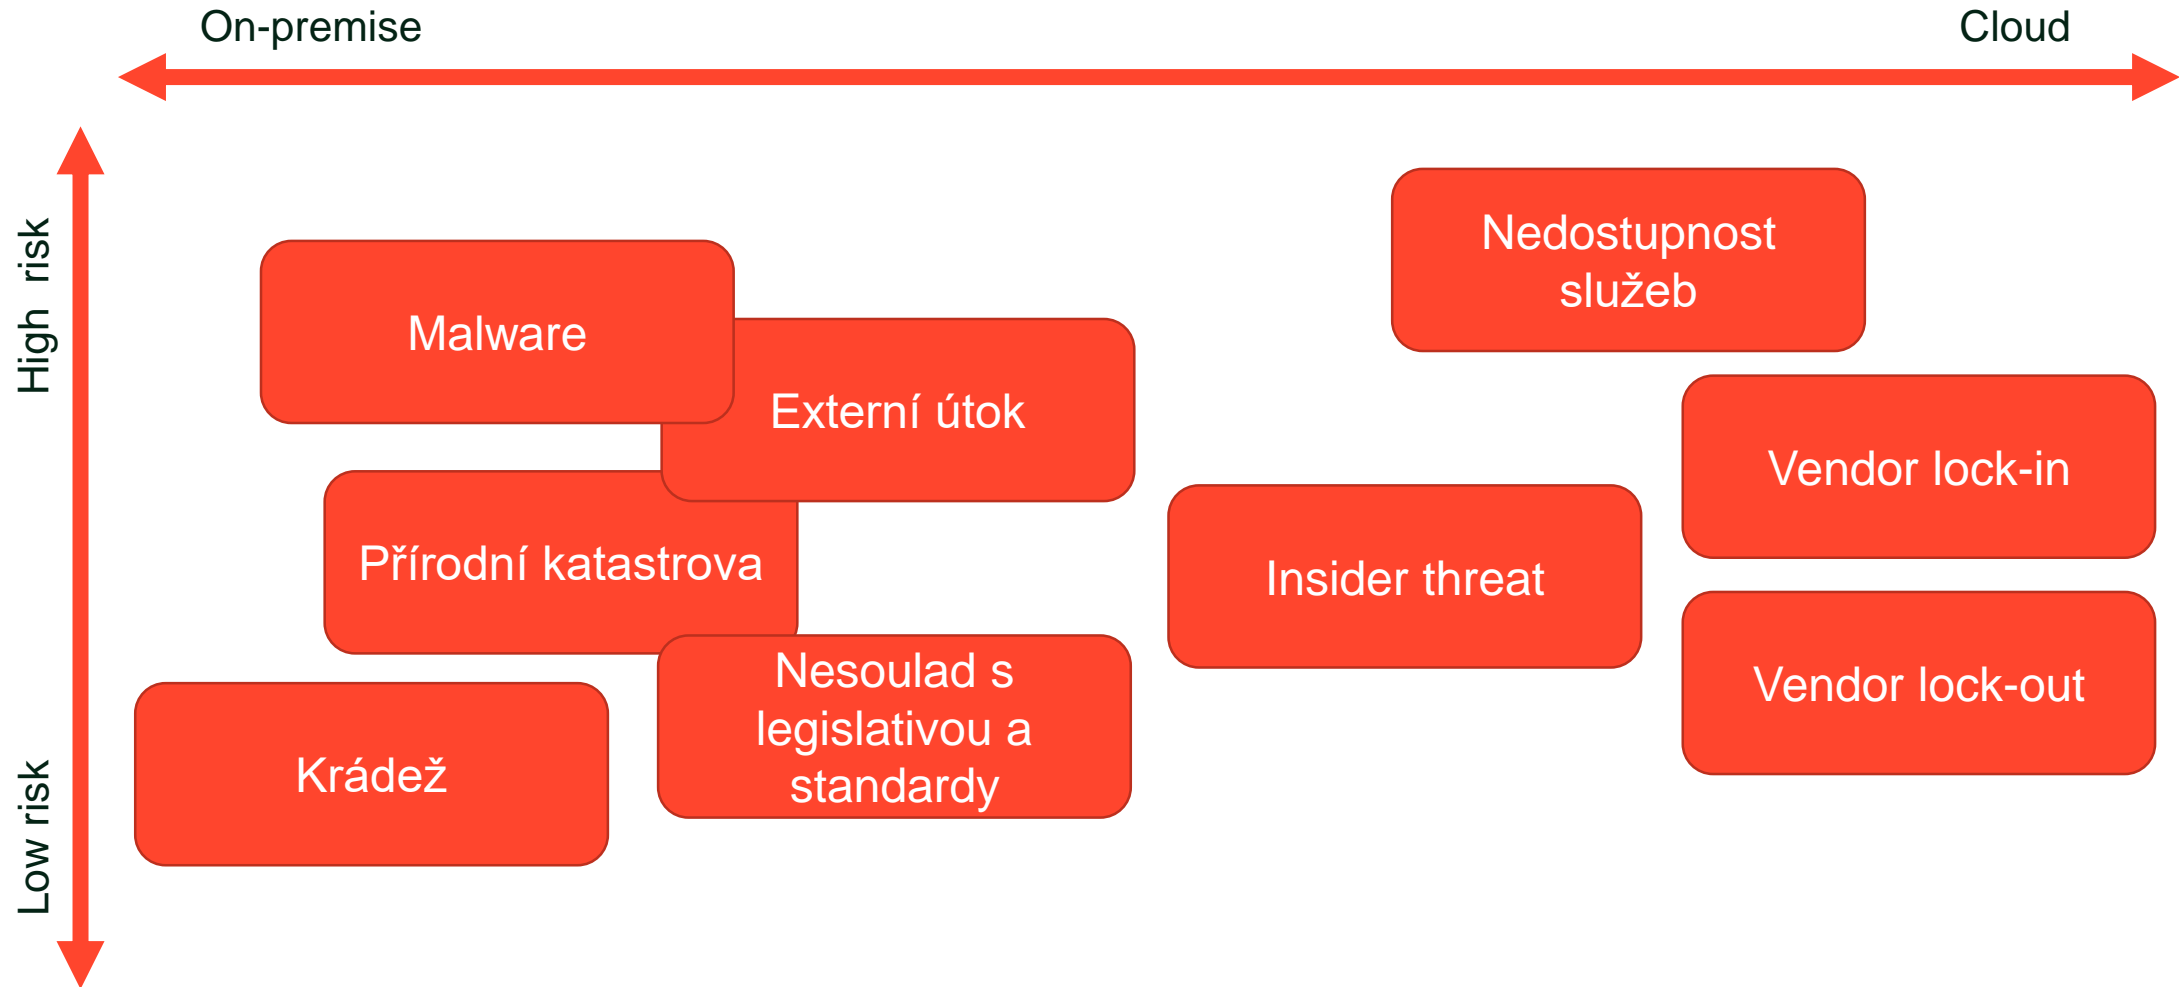 On-premise
Cloud
High risk
Low risk
Nedostupnost
služeb
Malware
Externí útok
Vendor lock-in
Přírodní katastrova
Insider threat
Vendor lock-out
Nesoulad s
legislativou a
standardy
Krádež